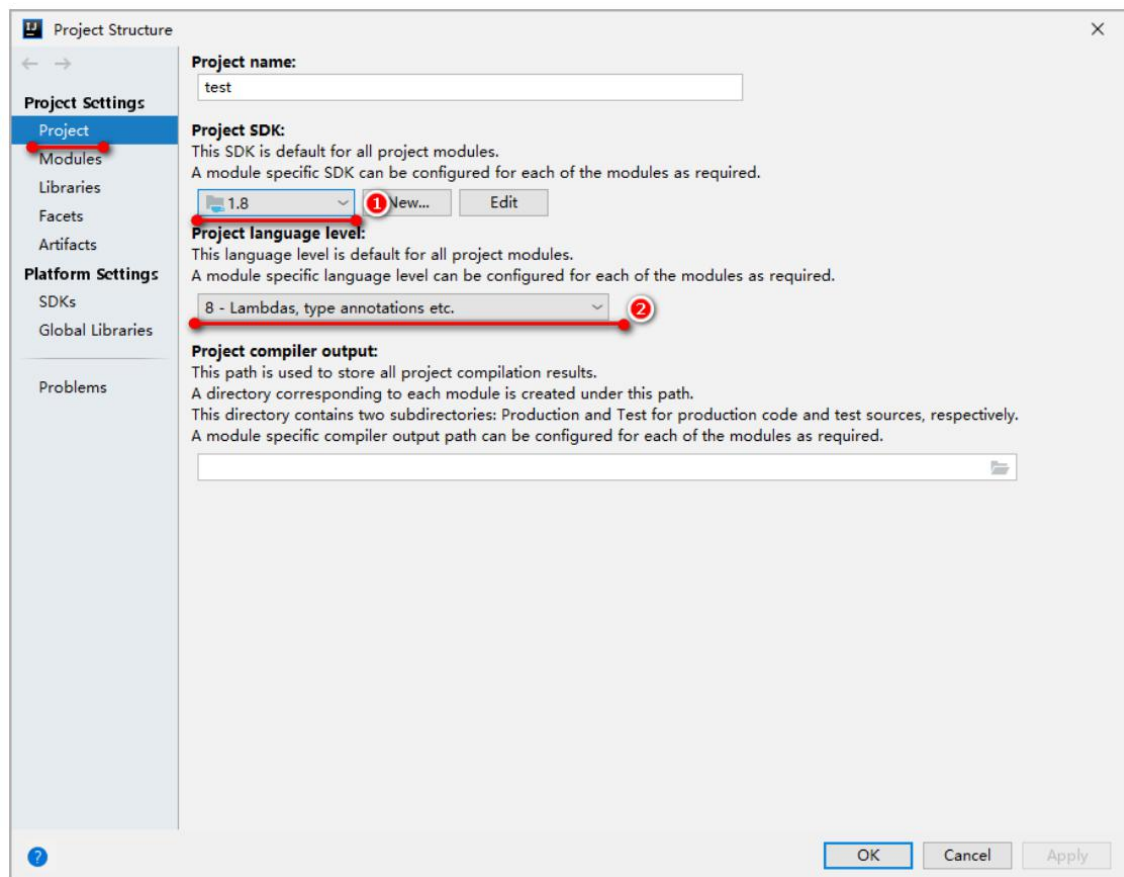 Project Structure
Project Settings
Project
Modules
Libraries
Facets
Artifacts
Platform Settings
SDKs
Global Libraries
Problems
Project name:
test
Project SDK:
This SDK is default for all project modules.
A module specific SDK can be configured for each of the modules as required.
1.8 1 New... Edit
Project language level:
This language level is default for all project modules.
A module specific language level can be configured for each of the modules as required.
8 - Lambdas, type annotations etc. 2
Project compiler output:
This path is used to store all project compilation results.
A directory corresponding to each module is created under this path.
This directory contains two subdirectories: Production and Test for production code and test sources, respectively.
A module specific compiler output path can be configured for each of the modules as required.
? OK Cancel Apply